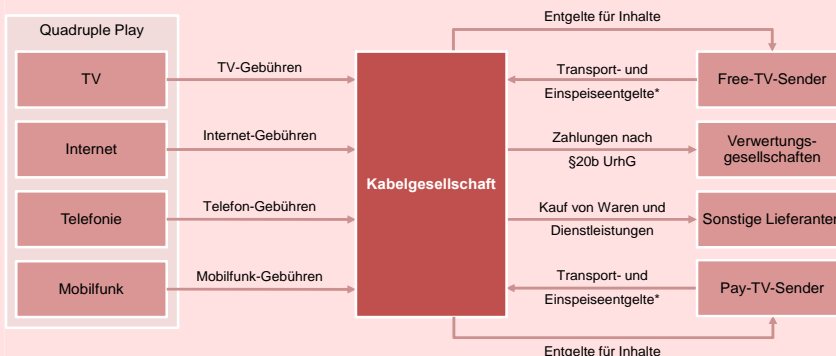 Entgelte für Inhalte
Quadruple Play
TV
TV-Gebühren
Transport- und
Einspeiseentgelte*
Free-TV-Sender
Internet
Internet-Gebühren
Zahlungen nach
§20b UrhG
Verwertungs-
gesellschaften
Kabelgesellschaft
Telefonie
Telefon-Gebühren
Kauf von Waren und
Dienstleistungen
Sonstige Lieferanten
Mobilfunk
Mobilfunk-Gebühren
Transport- und
Einspeiseentgelte*
Pay-TV-Sender
Entgelte für Inhalte